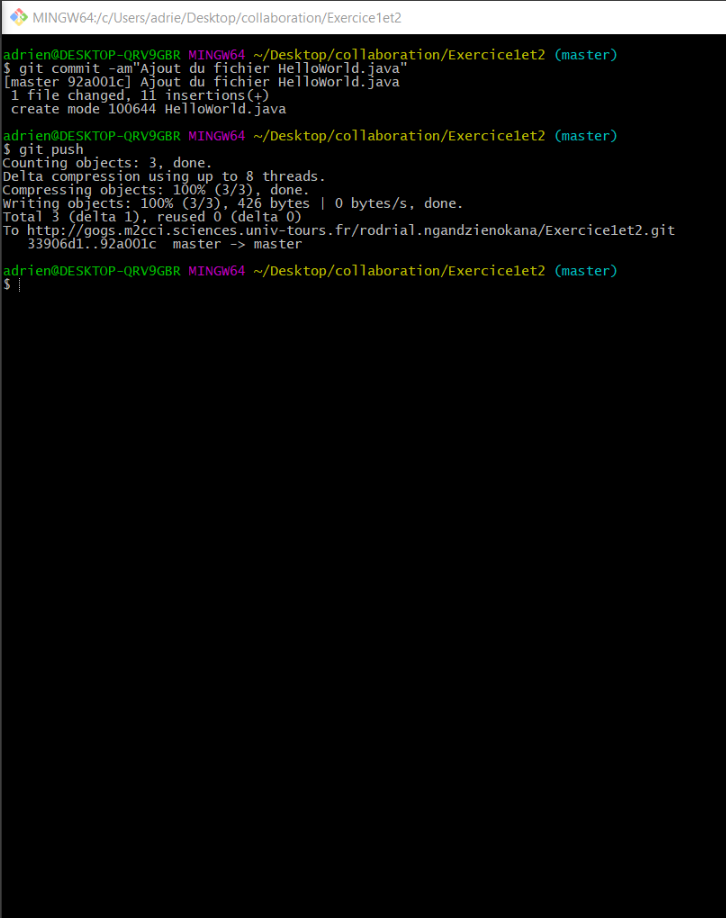 MINGW64:/c/Users/adrie/Desktop/collaboration/Exercice1et2
adrien@DESKTOP-QRV9GBR MINGW64 ~/Desktop/collaboration/Exercice1et2 (master)
$ git commit -am"Ajout du fichier HelloWorld.java"
[master 92a001c] Ajout du fichier HelloWorld.java
 1 file changed, 11 insertions(+)
 create mode 100644 HelloWorld.java
adrien@DESKTOP-QRV9GBR MINGW64 ~/Desktop/collaboration/Exercice1et2 (master)
$ git push
Counting objects: 3, done.
Delta compression using up to 8 threads.
Compressing objects: 100% (3/3), done.
Writing objects: 100% (3/3), 426 bytes | 0 bytes/s, done.
Total 3 (delta 1), reused 0 (delta 0)
To http://gogs.m2cci.sciences.univ-tours.fr/rodrial.ngandzienokana/Exercice1et2.git
   33906d1..92a001c  master -> master
adrien@DESKTOP-QRV9GBR MINGW64 ~/Desktop/collaboration/Exercice1et2 (master)
$